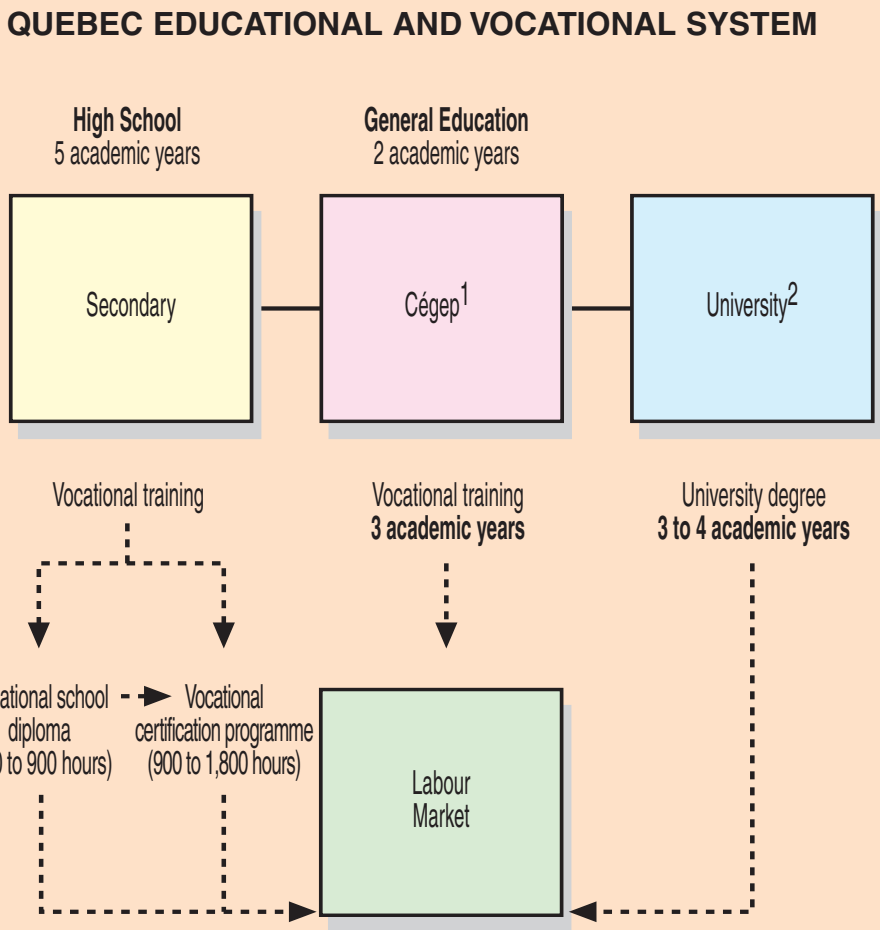 QUEBEC EDUCATIONAL AND VOCATIONAL SYSTEM
High School
5 academic years
General Education
2 academic years
Secondary
Cégep1
University2
Vocational training
Vocational training
3 academic years
University degree
3 to 4 academic years
school
diploma
to 900 hours)
Vocational
certification programme
(900 to 1,800 hours)
Labour
Market